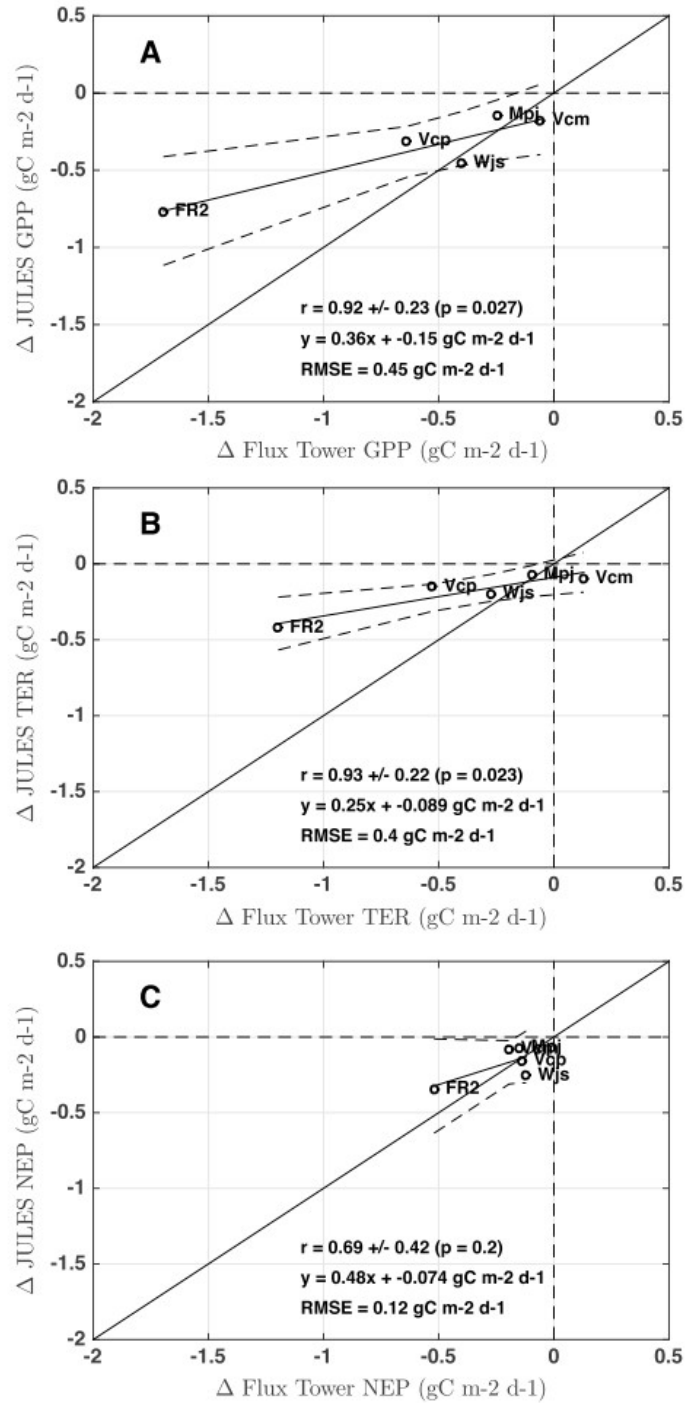 0.5
A
0
Mpj
Vcm
Vcp
-0.5
Wjs
FR2
-1
r = 0.92 +/- 0.23 (p = 0.027)
-1.5
y = 0.36x + -0.15 gC m-2 d-1
RMSE = 0.45 gC m-2 d-1
-2
-2 -1.5 -1 -0.5 0 0.5
Δ JULES GPP (gC m-2 d-1)
Δ Flux Tower GPP (gC m-2 d-1)
0.5
B
0
Mpj
Vcm
Vcp
Wjs
FR2
-0.5
-1
r = 0.93 +/- 0.22 (p = 0.023)
-1.5
y = 0.25x + -0.089 gC m-2 d-1
RMSE = 0.4 gC m-2 d-1
-2
-2 -1.5 -1 -0.5 0 0.5
Δ JULES TER (gC m-2 d-1)
Δ Flux Tower TER (gC m-2 d-1)
0.5
C
0
Mpj
Vcm
Vcp
Wjs
FR2
-0.5
-1
r = 0.69 +/- 0.42 (p = 0.2)
-1.5
y = 0.48x + -0.074 gC m-2 d-1
RMSE = 0.12 gC m-2 d-1
-2
-2 -1.5 -1 -0.5 0 0.5
Δ JULES NEP (gC m-2 d-1)
Δ Flux Tower NEP (gC m-2 d-1)